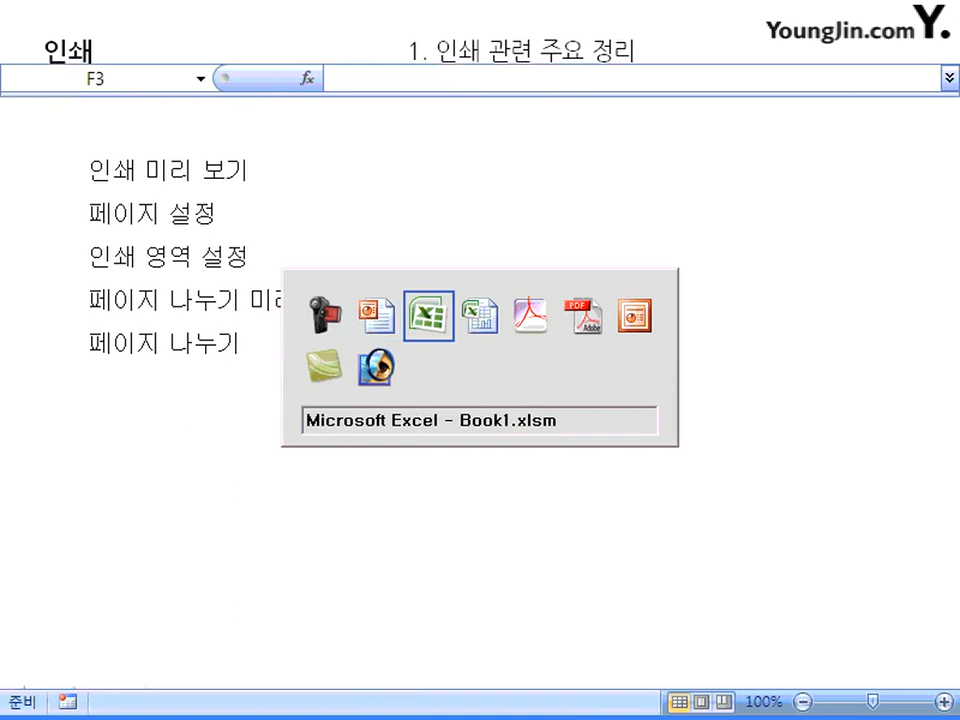 YoungJin.com Y.
인쇄
1. 인쇄 관련 주요 정리
F3
fx
인쇄 미리 보기
페이지 설정
인쇄 영역 설정
페이지 나누기 미리
페이지 나누기
PDF
Adobe
Microsoft Excel - Book1.xlsm
준비
100%